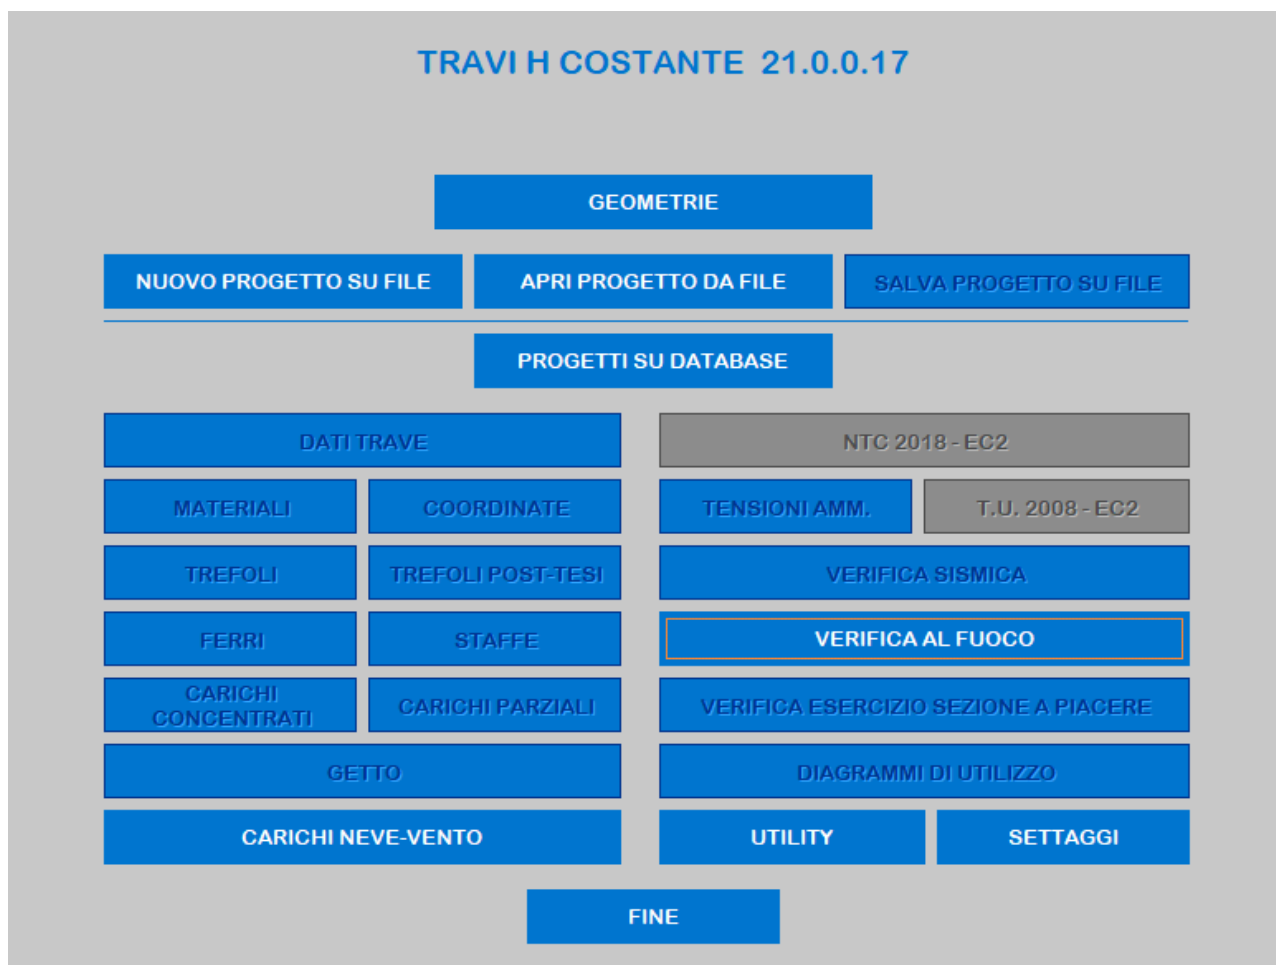 TRAVI H COSTANTE 21.0.0.17
GEOMETRIE
NUOVO PROGETTO SU FILE
APRI PROGETTO DA FILE
SALVA PROGETTO SU FILE
PROGETTI SU DATABASE
DATI TRAVE
NTC 2018 - EC2
MATERIALI
COORDINATE
TENSIONI AMM.
T.U. 2008 - EC2
TREFOLI
TREFOLI POST-TESI
VERIFICA SISMICA
FERRI
STAFFE
VERIFICA AL FUOCO
CARICHI
CONCENTRATI
CARICHI PARZIALI
VERIFICA ESERCIZIO SEZIONE A PIACERE
GETTO
DIAGRAMMI DI UTILIZZO
CARICHI NEVE-VENTO
UTILITY
SETTAGGI
FINE